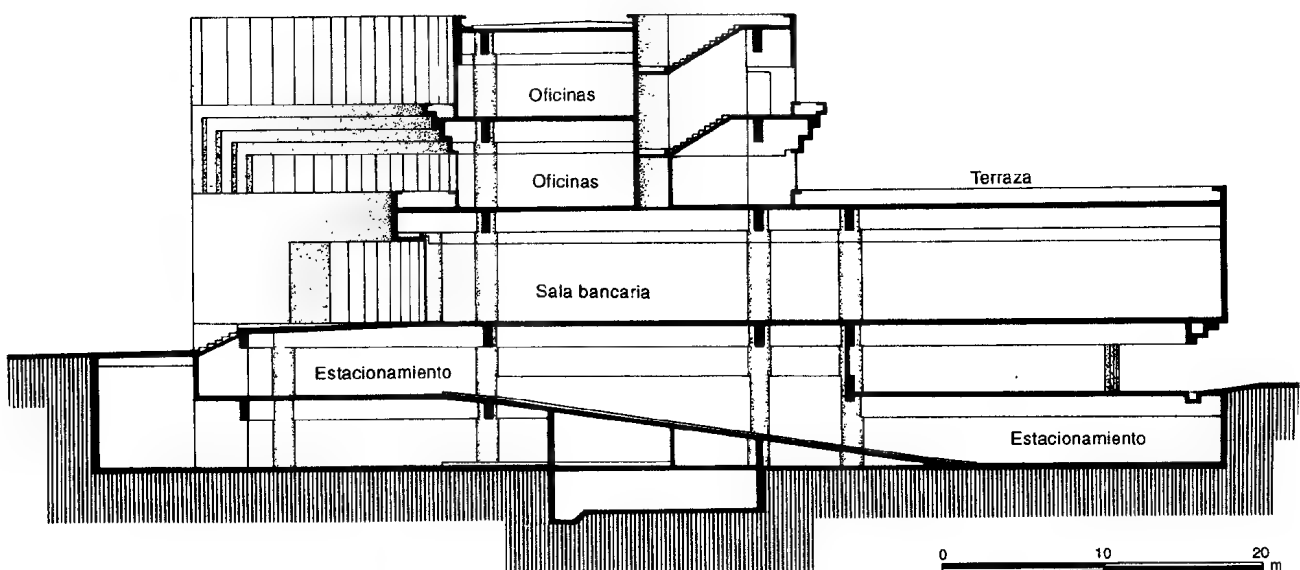 Oficinas
Oficinas
Terraza
Sala bancaria
Estacionamiento
Estacionamiento
0 10 20
m